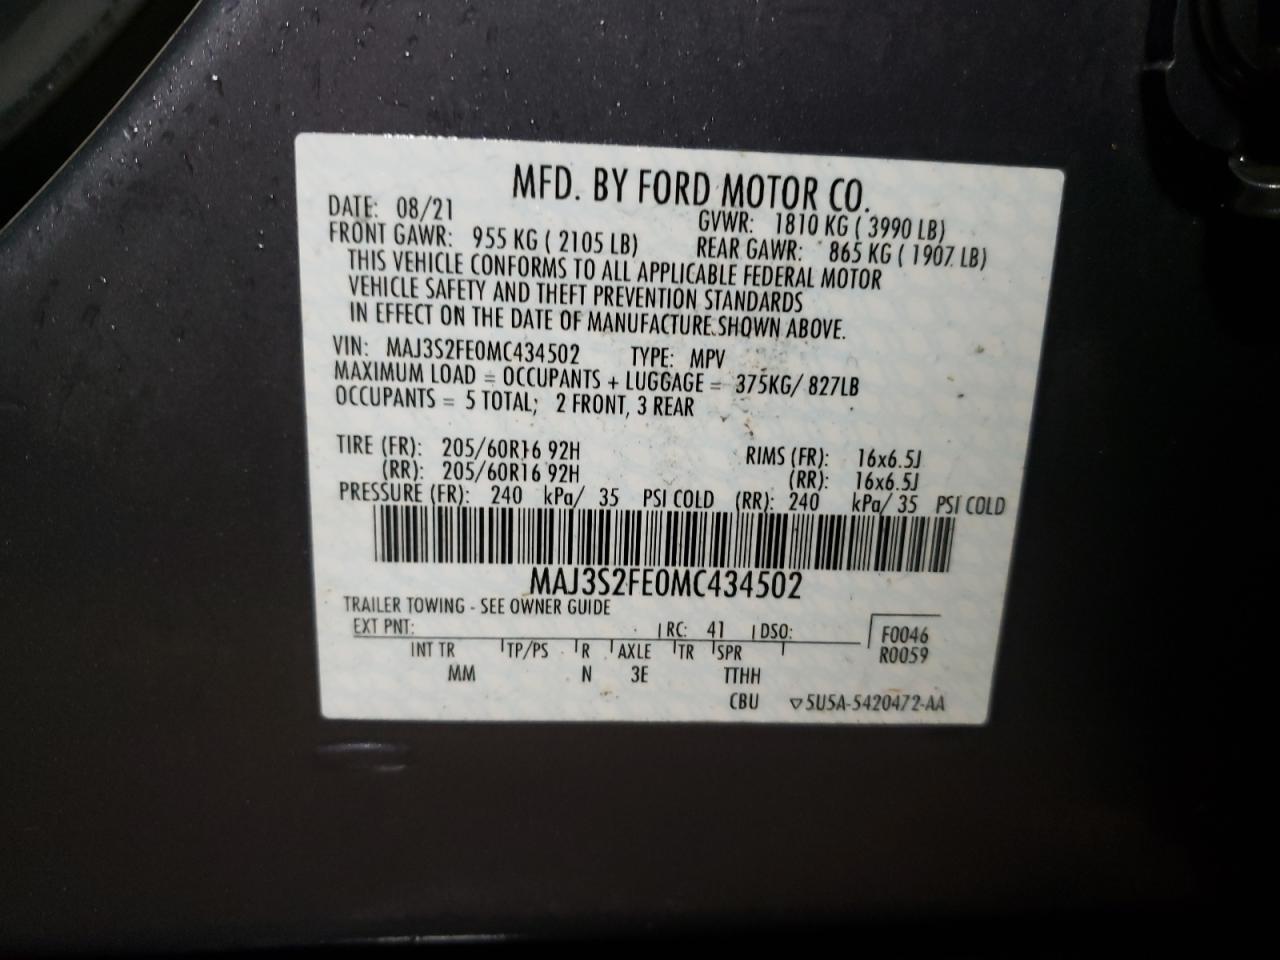 MFD. BY FORD MOTOR CO.
DATE: 08/21 GVWR: 1810 KG ( 3990 LB)
FRONT GAWR: 955 KG ( 2105 LB) REAR GAWR: 865 KG ( 1907 LB)
THIS VEHICLE CONFORMS TO ALL APPLICABLE FEDERAL MOTOR
VEHICLE SAFETY AND THEFT PREVENTION STANDARDS
IN EFFECT ON THE DATE OF MANUFACTURE SHOWN ABOVE.
VIN: MAJ3S2FE0MC434502 TYPE: MPV
MAXIMUM LOAD = OCCUPANTS + LUGGAGE = 375KG/ 827LB
OCCUPANTS = 5 TOTAL; 2 FRONT, 3 REAR
TIRE (FR): 205/60R16 92H RIMS (FR): 16x6.5J
(RR): 205/60R16 92H (RR): 16x6.5J
PRESSURE (FR): 240 kPa/ 35 PSI COLD (RR): 240 kPa/ 35 PSI COLD
MAJ3S2FE0MC434502
TRAILER TOWING - SEE OWNER GUIDE
EXT PNT: RC: 41 DSO: F0046
INT TR TP/PS R AXLE TR SPR R0059
MM N 3E TTHH
CBU ▽5U5A-5420472-AA